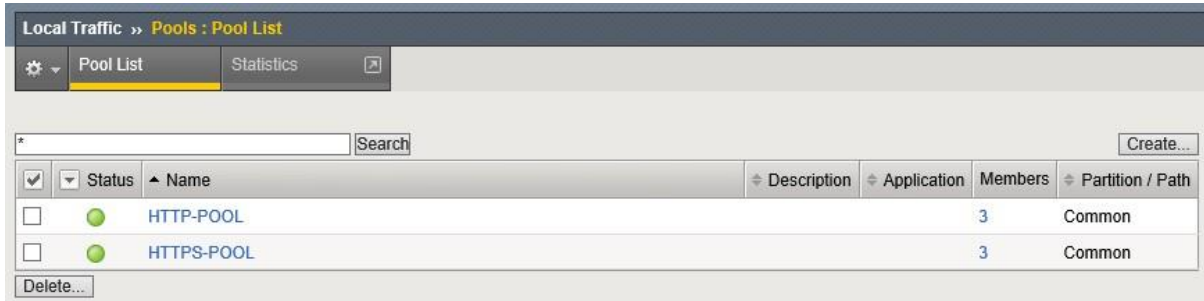 Local Traffic ›› Pools : Pool List
Pool List Statistics
* Search Create...
Status Name Description Application Members Partition / Path
HTTP-POOL 3 Common
HTTPS-POOL 3 Common
Delete...